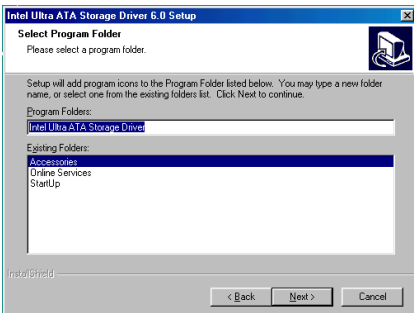 Intel Ultra ATA Storage Driver 6.0 Setup
Select Program Folder
Please select a program folder.
Setup will add program icons to the Program Folder listed below. You may type a new folder
name, or select one from the existing folders list. Click Next to continue.
Program Folders:
Intel Ultra ATA Storage Driver
Existing Folders:
Accessories
Online Services
StartUp
InstallShield
< Back
Next >
Cancel